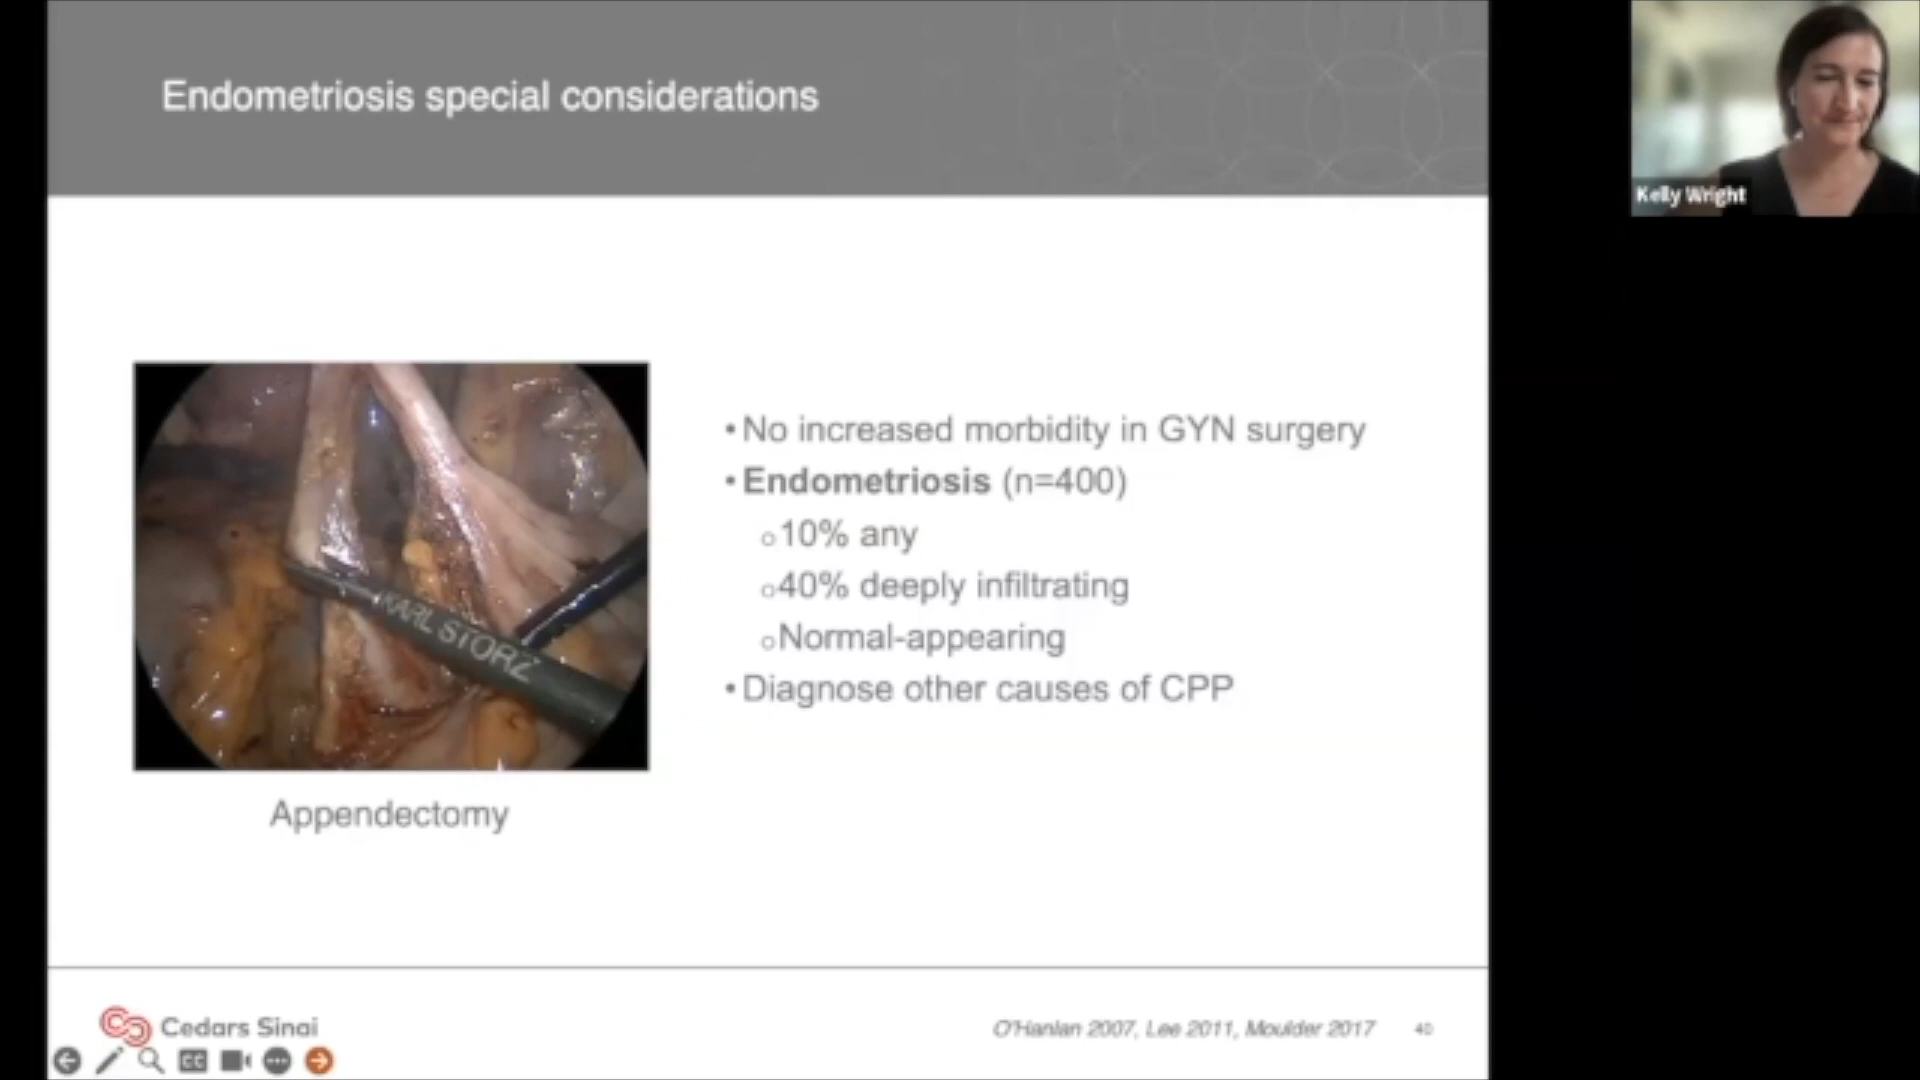 Endometriosis special considerations
Kelly Wright
KARL STORZ
• No increased morbidity in GYN surgery
• Endometriosis (n=400)
○ 10% any
○ 40% deeply infiltrating
○ Normal-appearing
• Diagnose other causes of CPP
Appendectomy
Cedars Sinai
O'Hanlan 2007, Lee 2011, Moulder 2017
40
CC